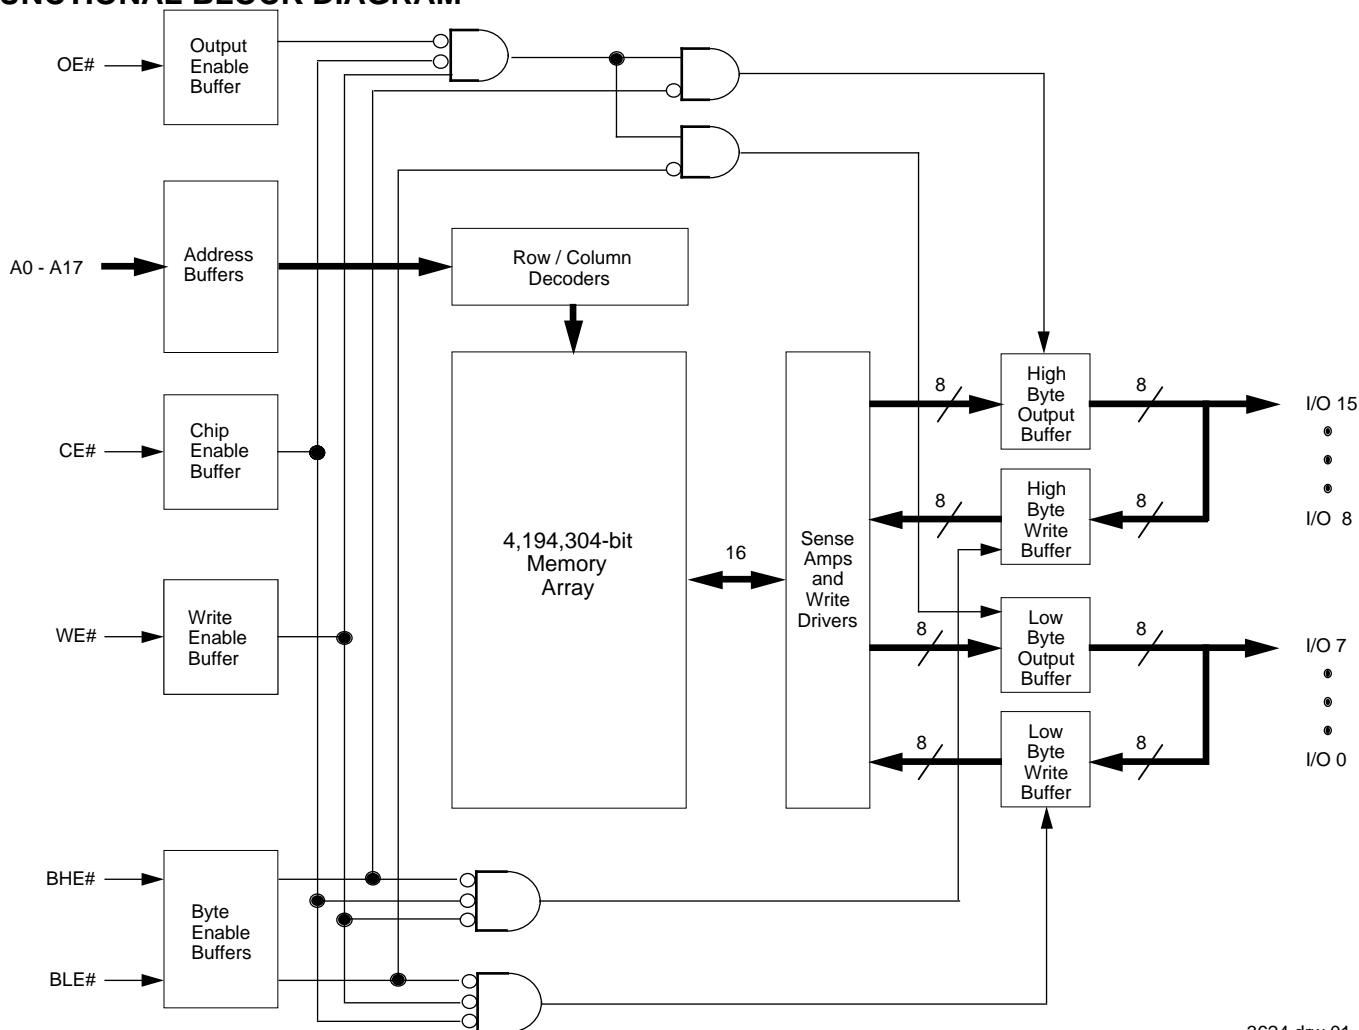 FUNCTIONAL BLOCK DIAGRAM
OE#
Output
Enable
Buffer
A0 - A17
Address
Buffers
Row / Column
Decoders
CE#
Chip
Enable
Buffer
WE#
Write
Enable
Buffer
4,194,304-bit
Memory
Array
16
Sense
Amps
and
Write
Drivers
8
High
Byte
Output
Buffer
8
I/O 15
8
High
Byte
Write
Buffer
8
I/O 8
8
Low
Byte
Output
Buffer
8
I/O 7
8
Low
Byte
Write
Buffer
8
I/O 0
BHE#
Byte
Enable
Buffers
BLE#